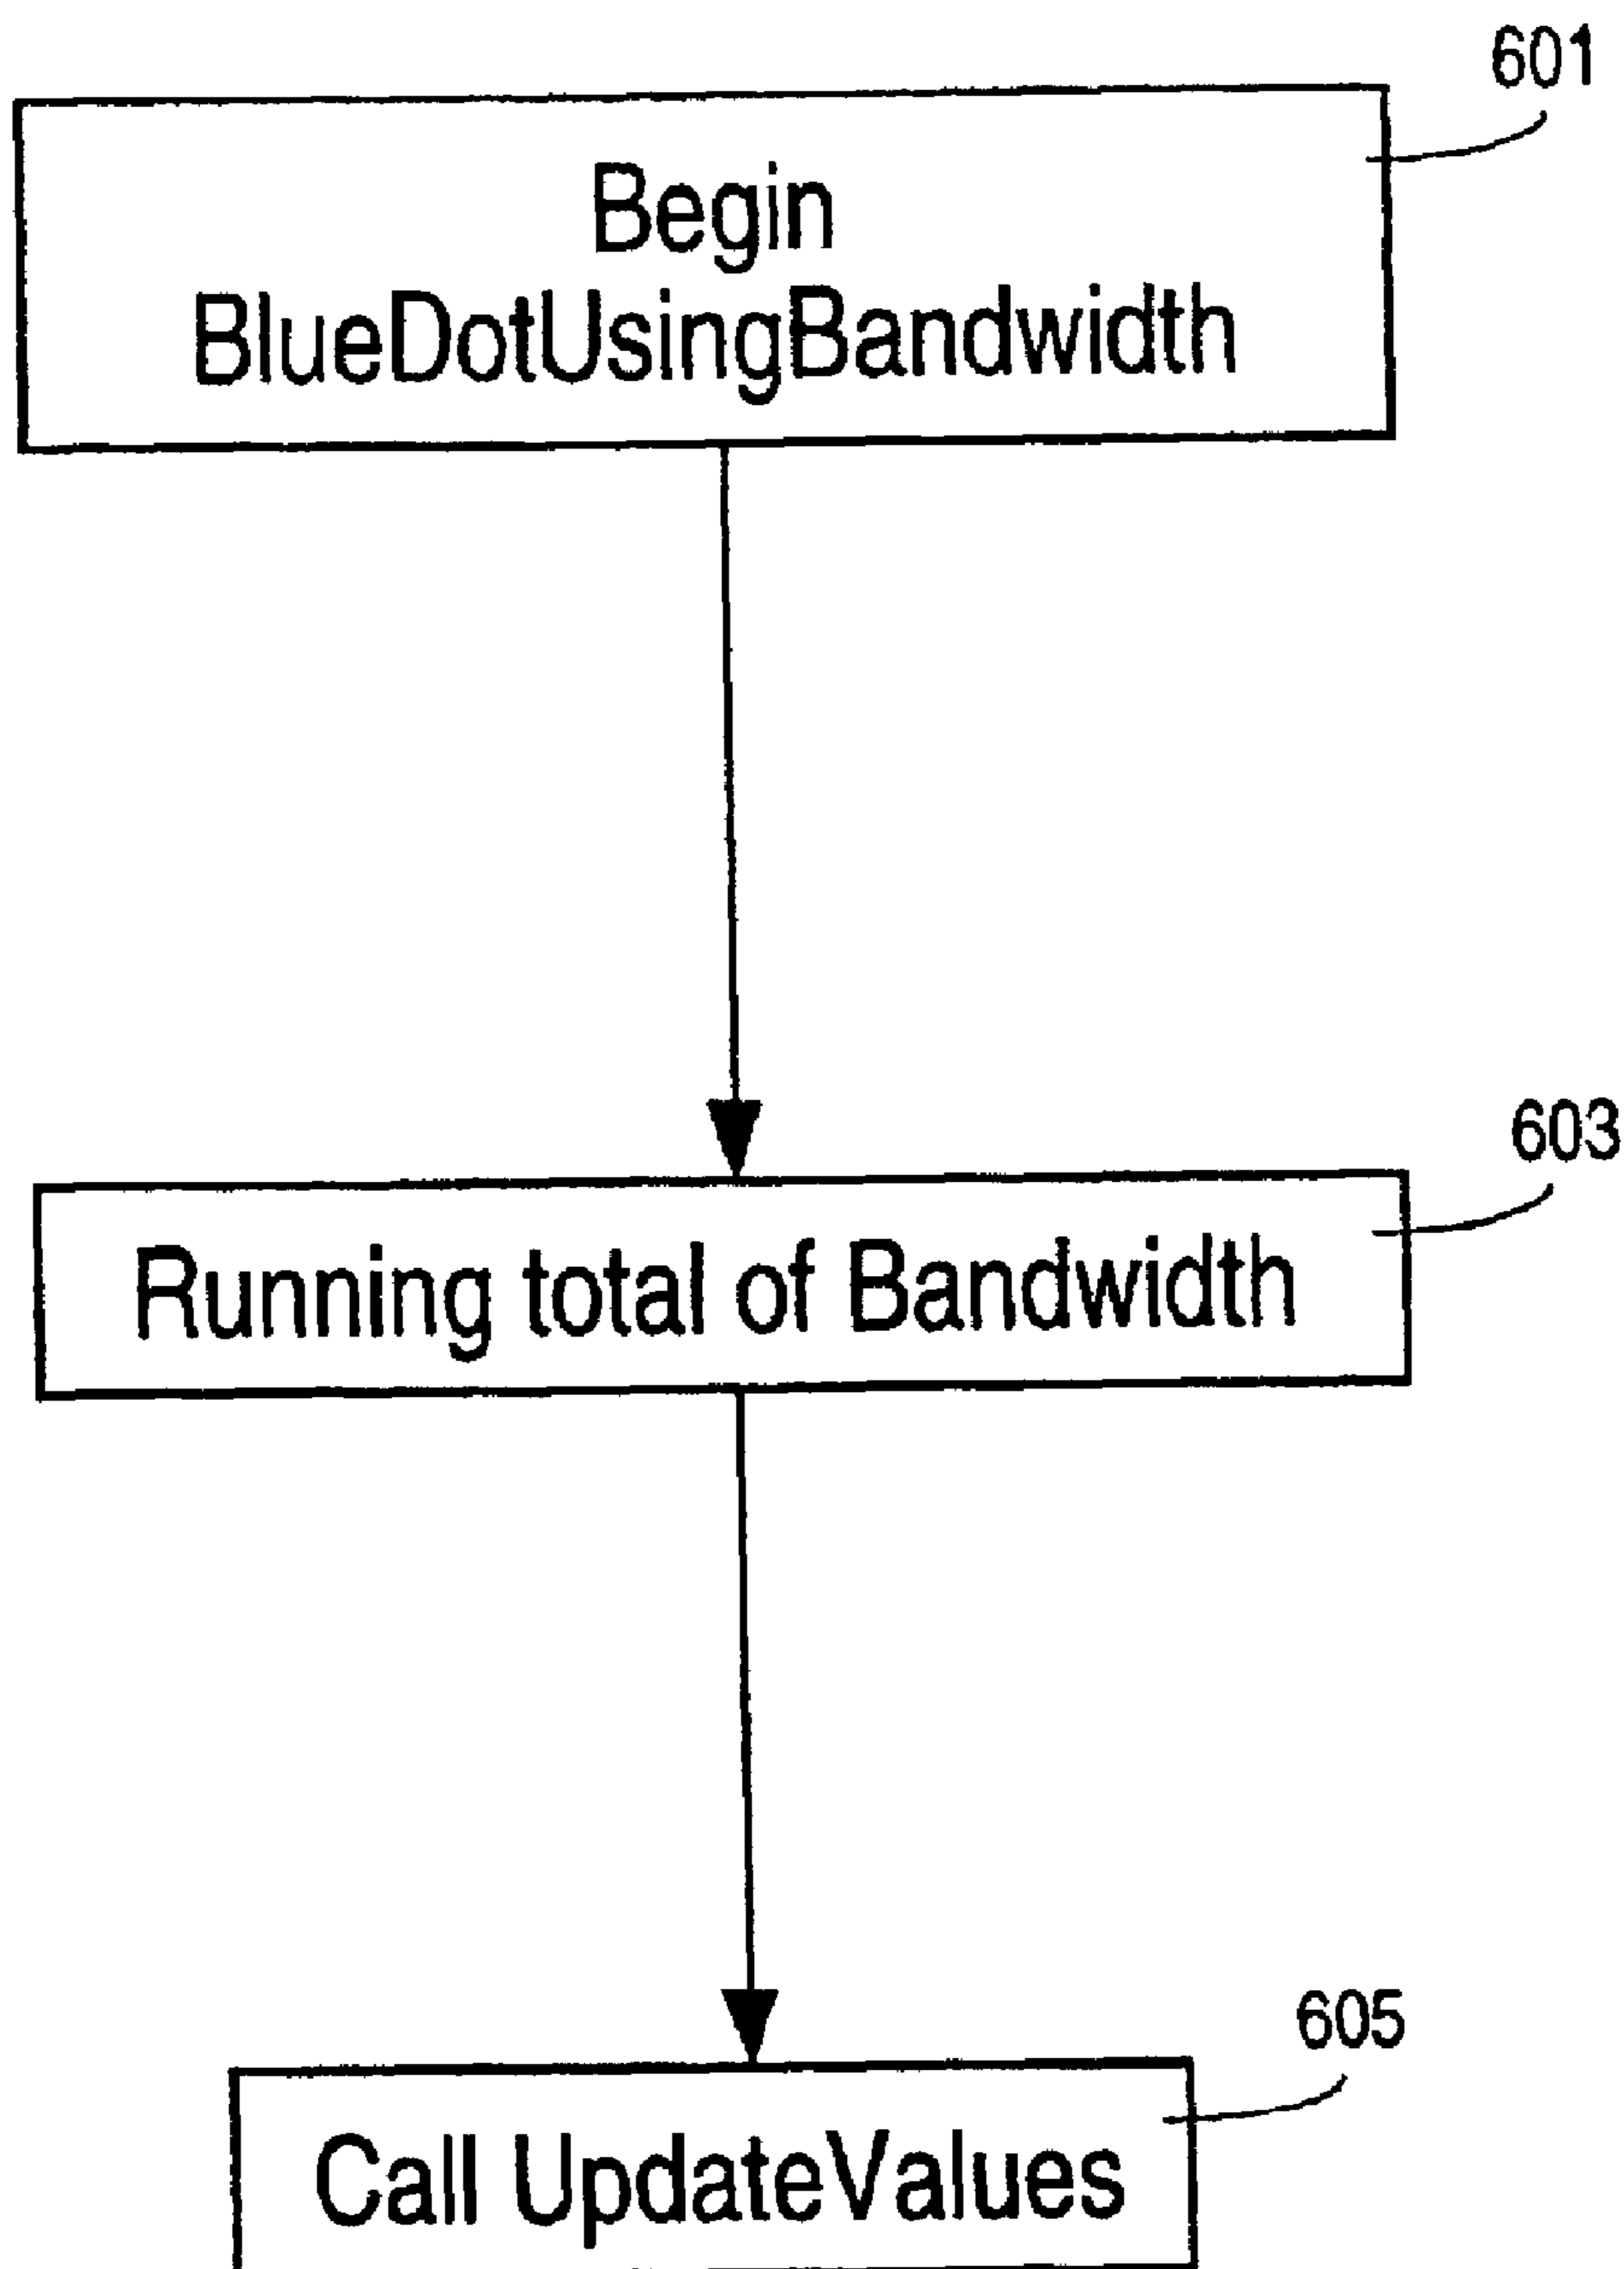 601
Begin
BlueDotUsingBandwidth
603
Running total of Bandwidth
605
Call UpdateValues